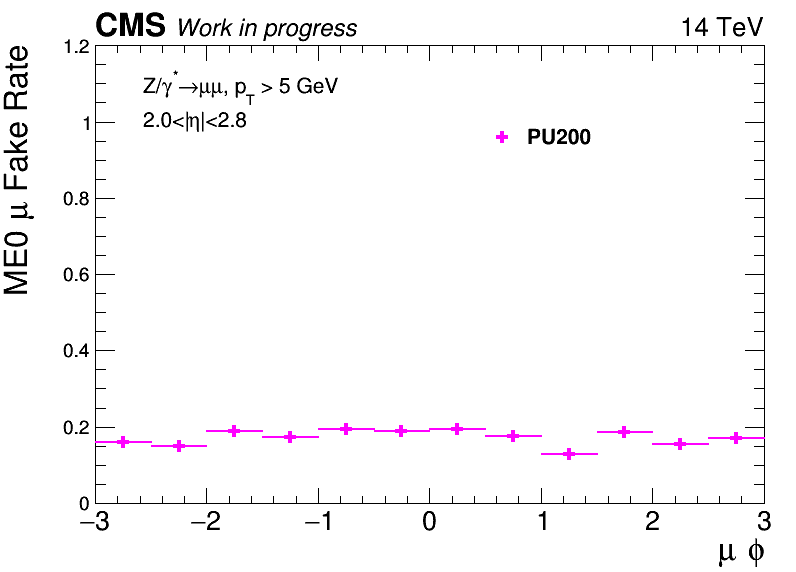 CMS Work in progress 14 TeV
ME0 μ Fake Rate
Z/γ*→μμ, pT > 5 GeV
2.0<|η|<2.8
PU200
1.2
1
0.8
0.6
0.4
0.2
0
−3 −2 −1 0 1 2 3
μ ϕ